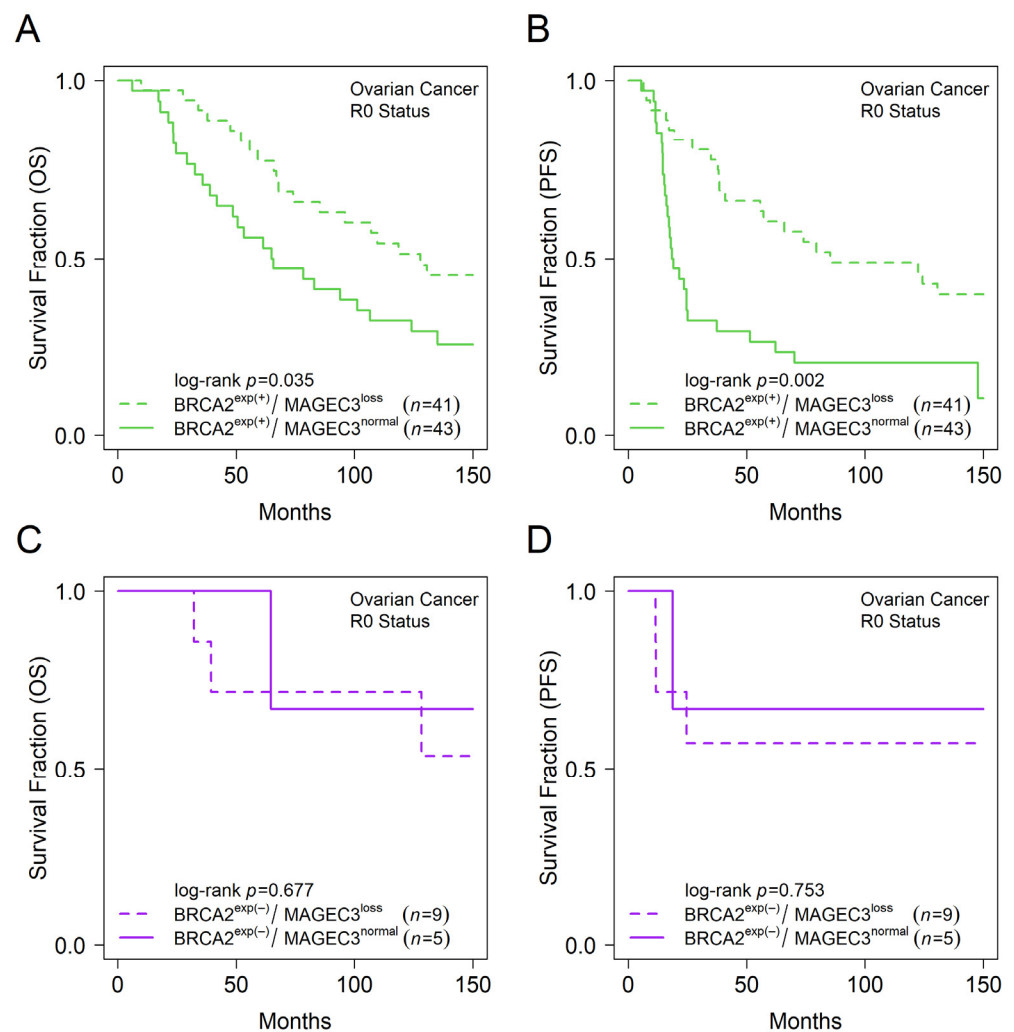 A
Survival Fraction (OS)
1.0
0.5
0.0
Ovarian Cancer
R0 Status
log-rank p=0.035
BRCA2exp(+)/ MAGEC3loss (n=41)
BRCA2exp(+)/ MAGEC3normal (n=43)
0 50 100 150
Months
B
Survival Fraction (PFS)
1.0
0.5
0.0
Ovarian Cancer
R0 Status
log-rank p=0.002
BRCA2exp(+)/ MAGEC3loss (n=41)
BRCA2exp(+)/ MAGEC3normal (n=43)
0 50 100 150
Months
C
Survival Fraction (OS)
1.0
0.5
0.0
Ovarian Cancer
R0 Status
log-rank p=0.677
BRCA2exp(−)/ MAGEC3loss (n=9)
BRCA2exp(−)/ MAGEC3normal (n=5)
0 50 100 150
Months
D
Survival Fraction (PFS)
1.0
0.5
0.0
Ovarian Cancer
R0 Status
log-rank p=0.753
BRCA2exp(−)/ MAGEC3loss (n=9)
BRCA2exp(−)/ MAGEC3normal (n=5)
0 50 100 150
Months